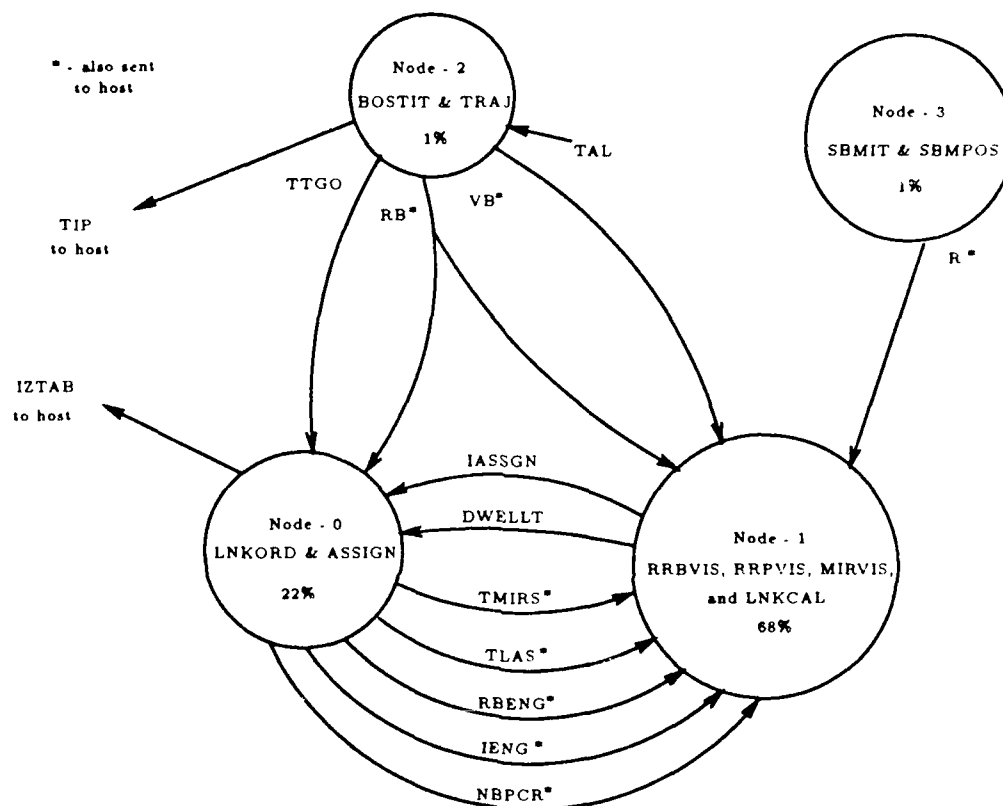 * - also sent
to host
Node - 2
BOSTIT & TRAJ
1%
Node - 3
SBMIT & SBMPOS
1%
TAL
TTGO
RB*
VB*
TIP
to host
R *
IZTAB
to host
IASSGN
DWELLT
Node - 0
LNKORD & ASSIGN
22%
Node - 1
RRBVIS, RRPVIS, MIRVIS,
and LNKCAL
68%
TMIRS*
TLAS*
RBENG*
IENG*
NBPCR*